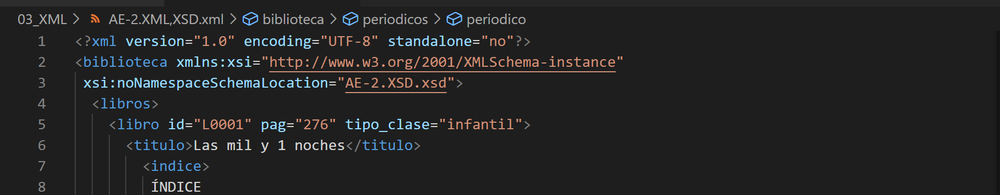 03_XML > AE-2.XML,XSD.xml > biblioteca > periodicos > periodico
1 <?xml version="1.0" encoding="UTF-8" standalone="no"?>
2 <biblioteca xmlns:xsi="http://www.w3.org/2001/XMLSchema-instance"
3 xsi:noNamespaceSchemaLocation="AE-2.XSD.xsd">
4 <libros>
5 <libro id="L0001" pag="276" tipo_clase="infantil">
6 <titulo>Las mil y 1 noches</titulo>
7 <indice>
8 ÍNDICE